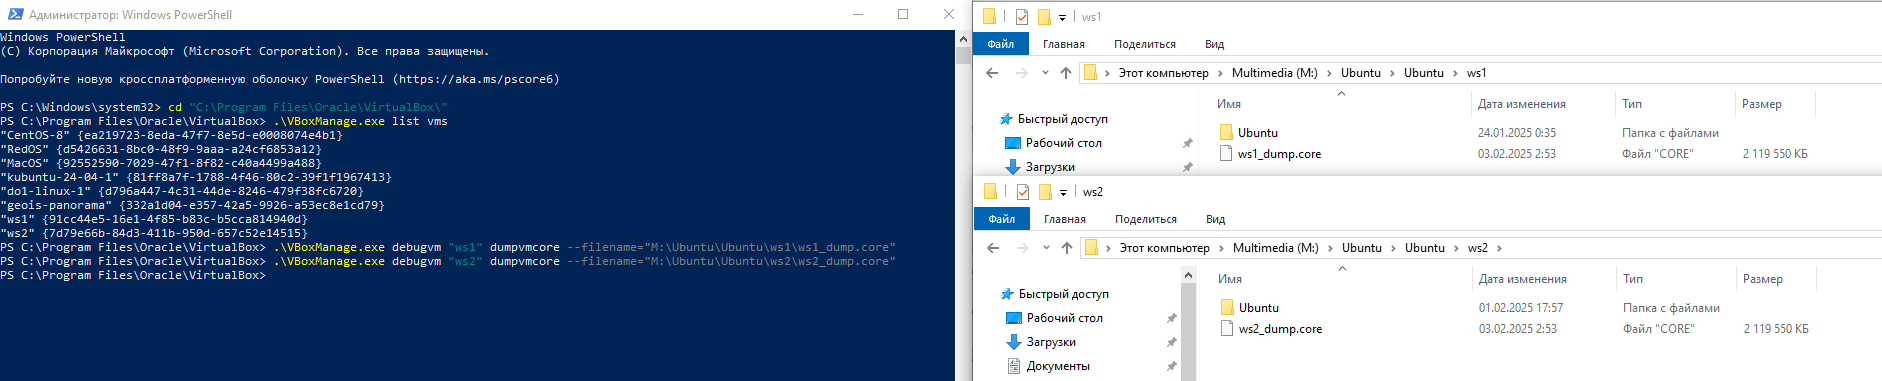 Администратор: Windows PowerShell
Windows PowerShell
(C) Корпорация Майкрософт (Microsoft Corporation). Все права защищены.
Попробуйте новую кроссплатформенную оболочку PowerShell (https://aka.ms/pscore6)
PS C:\Windows\system32> cd "C:\Program Files\Oracle\VirtualBox\"
PS C:\Program Files\Oracle\VirtualBox> .\VBoxManage.exe list vms
"CentOS-8" {ea219723-8eda-47f7-8e5d-e0008074e4b1}
"RedOS" {d5426631-8bc0-48f9-9aaa-a24cf6853a12}
"MacOS" {92552590-7029-47f1-8f82-c40a4499a488}
"kubuntu-24-04-1" {81ff8a7f-1788-4f46-80c2-39f1f1967413}
"do1-linux-1" {d796a447-4c31-44de-8246-479f38fc6720}
"geois-panorama" {332a1d04-e357-42a5-9926-a53ec8e1cd79}
"ws1" {91cc44e5-16e1-4f85-b83c-b5cca814940d}
"ws2" {7d79e66b-84d3-411b-950d-657c52e14515}
PS C:\Program Files\Oracle\VirtualBox> .\VBoxManage.exe debugvm "ws1" dumpvmcore --filename="M:\Ubuntu\Ubuntu\ws1\ws1_dump.core"
PS C:\Program Files\Oracle\VirtualBox> .\VBoxManage.exe debugvm "ws2" dumpvmcore --filename="M:\Ubuntu\Ubuntu\ws2\ws2_dump.core"
PS C:\Program Files\Oracle\VirtualBox>
ws1
Файл Главная Поделиться Вид
Этот компьютер Multimedia (M:) Ubuntu Ubuntu ws1
Имя Дата изменения Тип Размер
Быстрый доступ
Рабочий стол
Загрузки
Ubuntu 24.01.2025 0:35 Папка с файлами
ws1_dump.core 03.02.2025 2:53 Файл "CORE" 2 119 550 КБ
ws2
Файл Главная Поделиться Вид
Этот компьютер Multimedia (M:) Ubuntu Ubuntu ws2
Имя Дата изменения Тип Размер
Быстрый доступ
Рабочий стол
Загрузки
Документы
Ubuntu 01.02.2025 17:57 Папка с файлами
ws2_dump.core 03.02.2025 2:53 Файл "CORE" 2 119 550 КБ